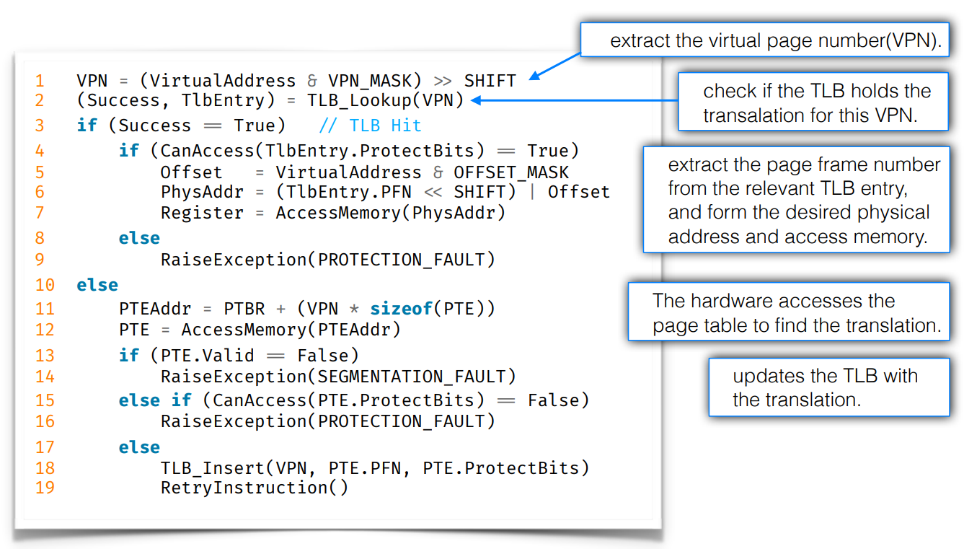 extract the virtual page number(VPN).
check if the TLB holds the
transalation for this VPN.
extract the page frame number
from the relevant TLB entry,
and form the desired physical
address and access memory.
The hardware accesses the
page table to find the translation.
updates the TLB with
the translation.
1 VPN = (VirtualAddress & VPN_MASK) >> SHIFT
2 (Success, TlbEntry) = TLB_Lookup(VPN)
3 if (Success == True) // TLB Hit
4 if (CanAccess(TlbEntry.ProtectBits) == True)
5 Offset = VirtualAddress & OFFSET_MASK
6 PhysAddr = (TlbEntry.PFN << SHIFT) | Offset
7 Register = AccessMemory(PhysAddr)
8 else
9 RaiseException(PROTECTION_FAULT)
10 else
11 PTEAddr = PTBR + (VPN * sizeof(PTE))
12 PTE = AccessMemory(PTEAddr)
13 if (PTE.Valid == False)
14 RaiseException(SEGMENTATION_FAULT)
15 else if (CanAccess(PTE.ProtectBits) == False)
16 RaiseException(PROTECTION_FAULT)
17 else
18 TLB_Insert(VPN, PTE.PFN, PTE.ProtectBits)
19 RetryInstruction()